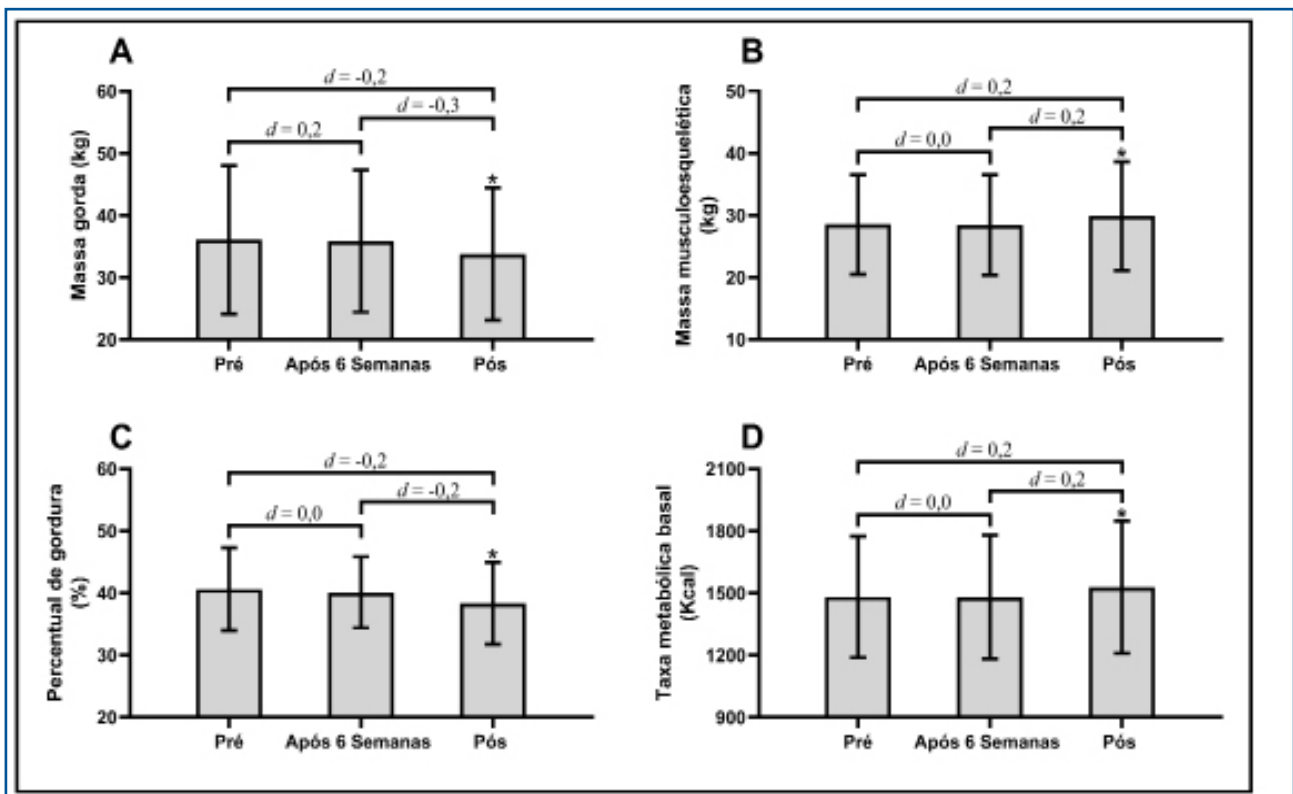 A
d = -0,2
d = -0,3
d = 0,2
Massa gorda (kg)
60
50
40
30
20
*
Pré
Após 6 Semanas
Pós
B
d = 0,2
d = 0,2
d = 0,0
Massa musculoesquelética
(kg)
50
40
30
20
10
*
Pré
Após 6 Semanas
Pós
C
d = -0,2
d = -0,2
d = 0,0
Percentual de gordura
(%)
60
50
40
30
20
*
Pré
Após 6 Semanas
Pós
D
d = 0,2
d = 0,2
d = 0,0
Taxa metabólica basal
(Kcal)
2100
1800
1500
1200
900
*
Pré
Após 6 Semanas
Pós